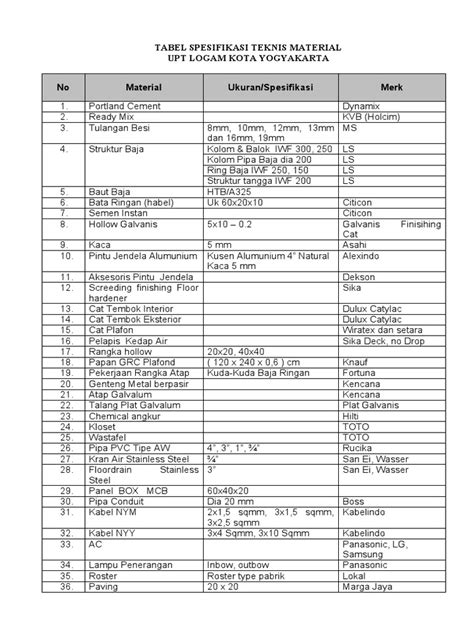 TABEL SPESIFIKASI TEKNIS MATERIAL
UPT LOGAM KOTA YOGYAKARTA
No Material Ukuran/Spesifikasi Merk
1. Portland Cement Dynamix
2. Ready Mix KVB (Holcim)
3. Tulangan Besi 8mm, 10mm, 12mm, 13mm MS
dan 16mm, 19mm
4. Struktur Baja Kolom & Balok IWF 300, 250 LS
Kolom Pipa Baja dia 200 LS
Ring Baja IWF 250, 150 LS
Struktur tangga IWF 200 LS
5. Baut Baja HTB/A325
6. Bata Ringan (habel) Uk 60x20x10 Citicon
7. Semen Instan Citicon
8. Hollow Galvanis 5x10 – 0.2 Galvanis Finisihing
Cat
9. Kaca 5 mm Asahi
10. Pintu Jendela Alumunium Kusen Alumunium 4” Natural Alexindo
Kaca 5 mm
11. Aksesoris Pintu Jendela Dekson
12. Screeding finishing Floor Sika
hardener
13. Cat Tembok Interior Dulux Catylac
14. Cat Tembok Eksterior Dulux Catylac
15. Cat Plafon Wiratex dan setara
16. Pelapis Kedap Air Sika Deck, no Drop
17. Rangka hollow 20x20, 40x40
18. Papan GRC Plafond ( 120 x 240 x 0,6 ) cm Knauf
19. Pekerjaan Rangka Atap Kuda-Kuda Baja Ringan Fortuna
20. Genteng Metal berpasir Kencana
21. Atap Galvalum Kencana
22. Talang Plat Galvalum Plat Galvanis
23. Chemical angkur Hilti
24. Kloset TOTO
25. Wastafel TOTO
26. Pipa PVC Tipe AW 4”, 3”, 1”, ¾” Rucika
27. Kran Air Stainless Steel ¾” San Ei, Wasser
28. Floordrain Stainless 3” San Ei, Wasser
Steel
29. Panel BOX MCB 60x40x20
30. Pipa Conduit Dia 20 mm Boss
31. Kabel NYM 2x1,5 sqmm, 3x1,5 sqmm, Kabelindo
3x2,5 sqmm
32. Kabel NYY 3x4 Sqmm, 3x10 Sqmm Kabelindo
33. AC Panasonic, LG,
Samsung
34. Lampu Penerangan Inbow, outbow Panasonic
35. Roster Roster type pabrik Lokal
36. Paving 20 x 20 Marga Jaya